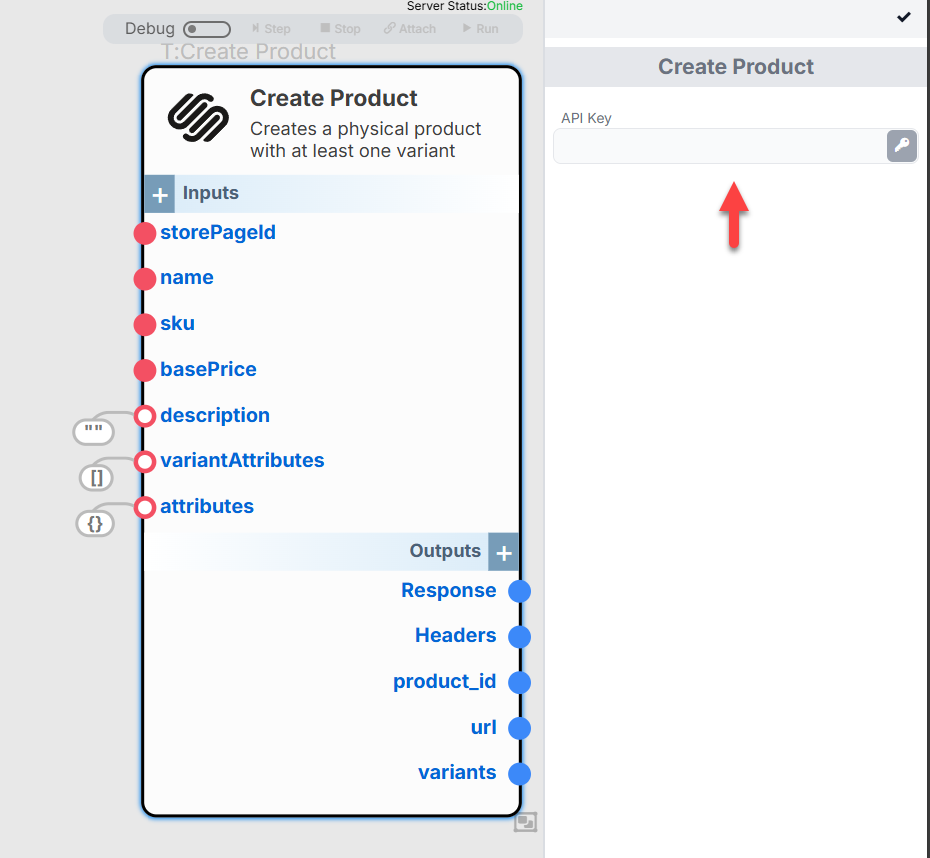 Server Status:Online
Debug Step Stop Attach Run
T:Create Product
Create Product
Creates a physical product
with at least one variant
+ Inputs
storePageId
name
sku
basePrice
description
""
variantAttributes
[]
attributes
{}
Outputs +
Response
Headers
product_id
url
variants
Create Product
API Key